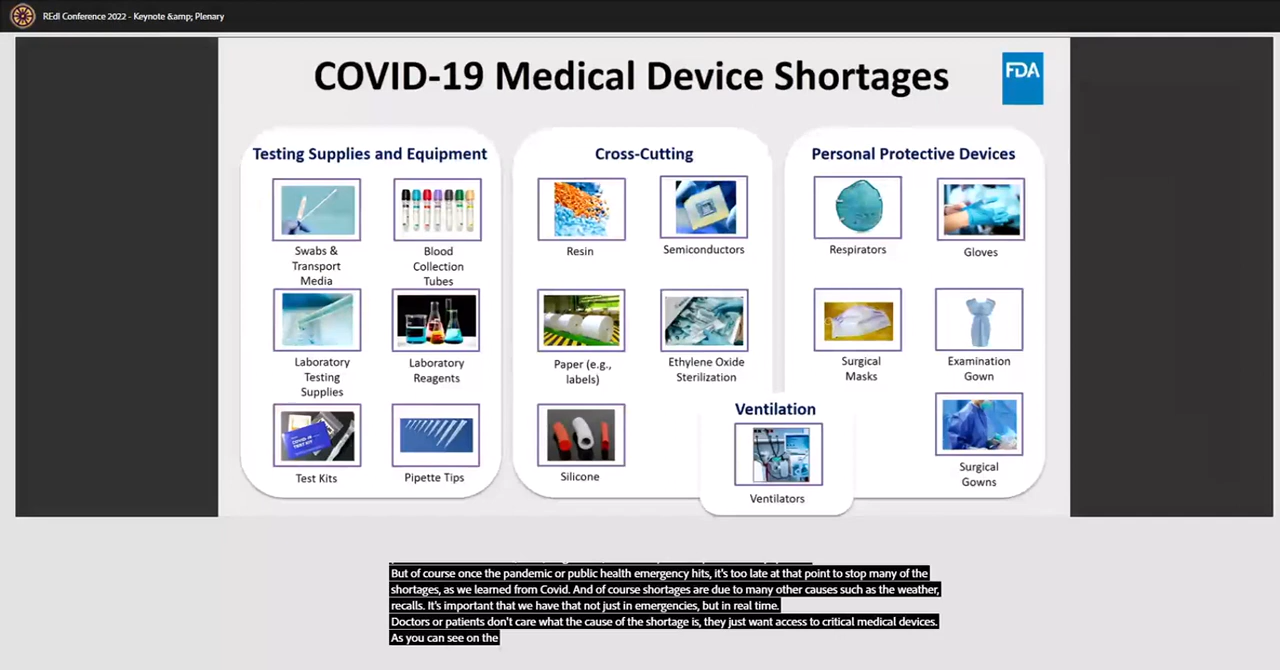 REdI Conference 2022 - Keynote &amp; Plenary
COVID-19 Medical Device Shortages
FDA
Testing Supplies and Equipment
Swabs &
Transport
Media
Blood
Collection
Tubes
Laboratory
Testing
Supplies
Laboratory
Reagents
COVID-19
TEST KIT
Test Kits
Pipette Tips
Cross-Cutting
Resin
Semiconductors
Paper (e.g.,
labels)
Ethylene Oxide
Sterilization
Silicone
Ventilation
Ventilators
Personal Protective Devices
Respirators
Gloves
Surgical
Masks
Examination
Gown
Surgical
Gowns
But of course once the pandemic or public health emergency hits, it's too late at that point to stop many of the
shortages, as we learned from Covid. And of course shortages are due to many other causes such as the weather,
recalls. It's important that we have that not just in emergencies, but in real time.
Doctors or patients don't care what the cause of the shortage is, they just want access to critical medical devices.
As you can see on the